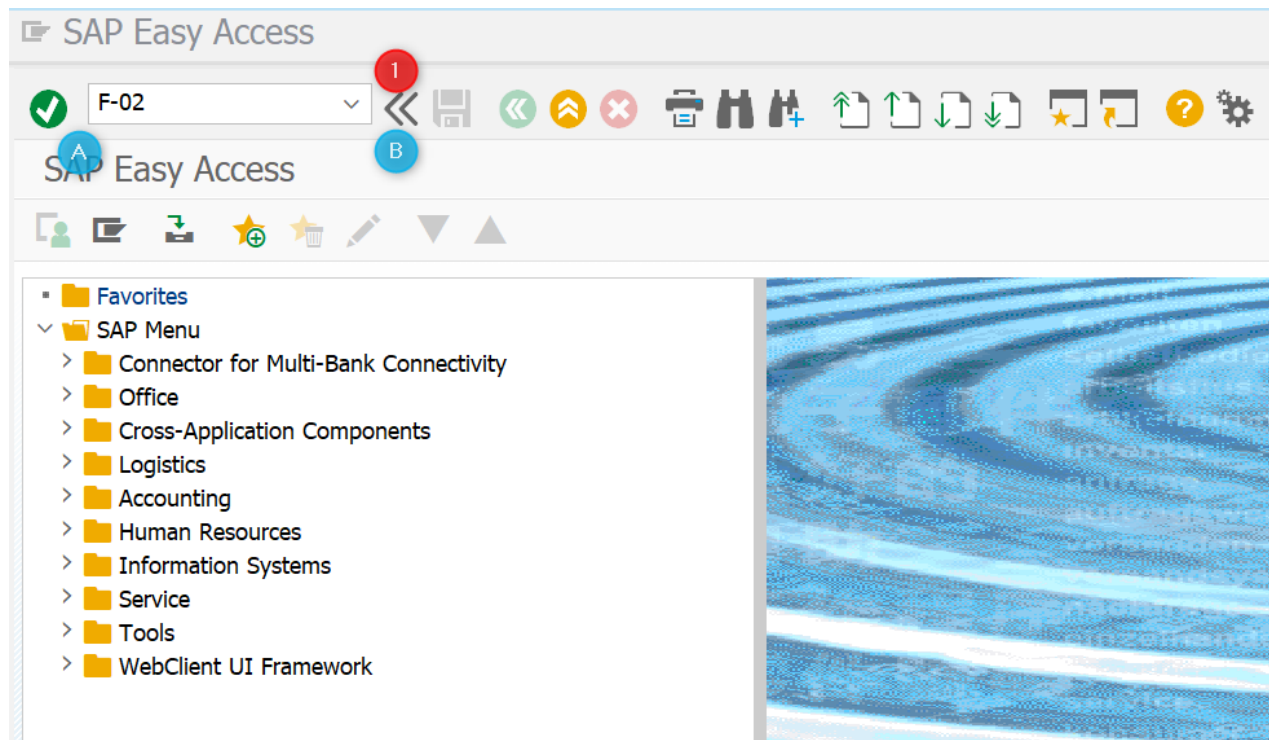 SAP Easy Access
1
F-02
A
B
SAP Easy Access
Favorites
SAP Menu
Connector for Multi-Bank Connectivity
Office
Cross-Application Components
Logistics
Accounting
Human Resources
Information Systems
Service
Tools
WebClient UI Framework